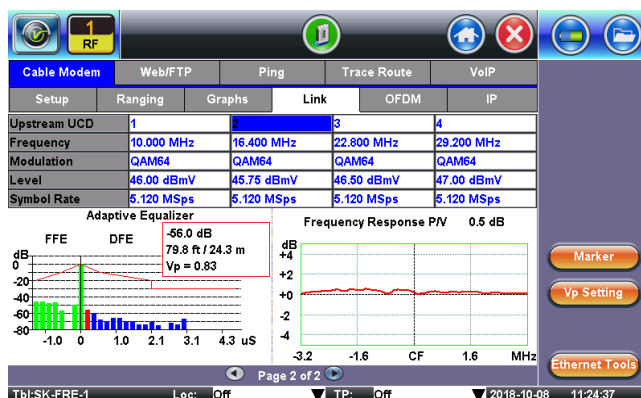 1
RF
Cable Modem Web/FTP Ping Trace Route VoIP
Setup Ranging Graphs Link OFDM IP
Upstream UCD 1 2 3 4
Frequency 10.000 MHz 16.400 MHz 22.800 MHz 29.200 MHz
Modulation QAM64 QAM64 QAM64 QAM64
Level 46.00 dBmV 45.75 dBmV 46.50 dBmV 47.00 dBmV
Symbol Rate 5.120 MSps 5.120 MSps 5.120 MSps 5.120 MSps
Adaptive Equalizer
FFE DFE
-56.0 dB
79.8 ft / 24.3 m
Vp = 0.83
dB
0
-20
-40
-60
-80
-1.0 0 1.0 2.1 3.1 4.3 uS
Frequency Response P/V 0.5 dB
dB
+4
+2
+0
-2
-4
-3.2 -1.6 CF 1.6 MHz
Page 2 of 2
Marker
Vp Setting
Ethernet Tools
Tbl:SK-FRE-1 Loc: Off TP: Off 2018-10-08 11:24:37